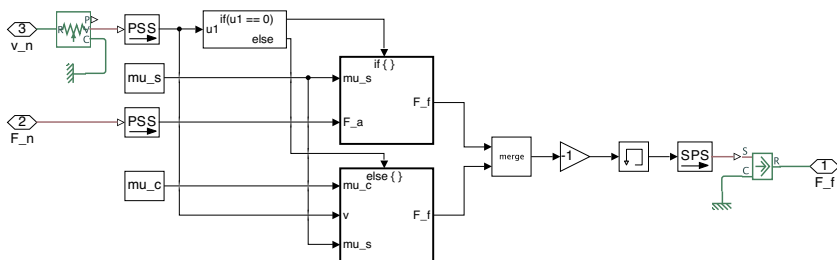 3
v_n
R
P
V
C
PSS
if(u1 == 0)
u1
else
mu_s
if { }
mu_s
F_f
F_a
2
F_n
PSS
merge
-1
SPS
S
C
R
1
F_f
mu_c
else { }
mu_c
F_f
v
mu_s